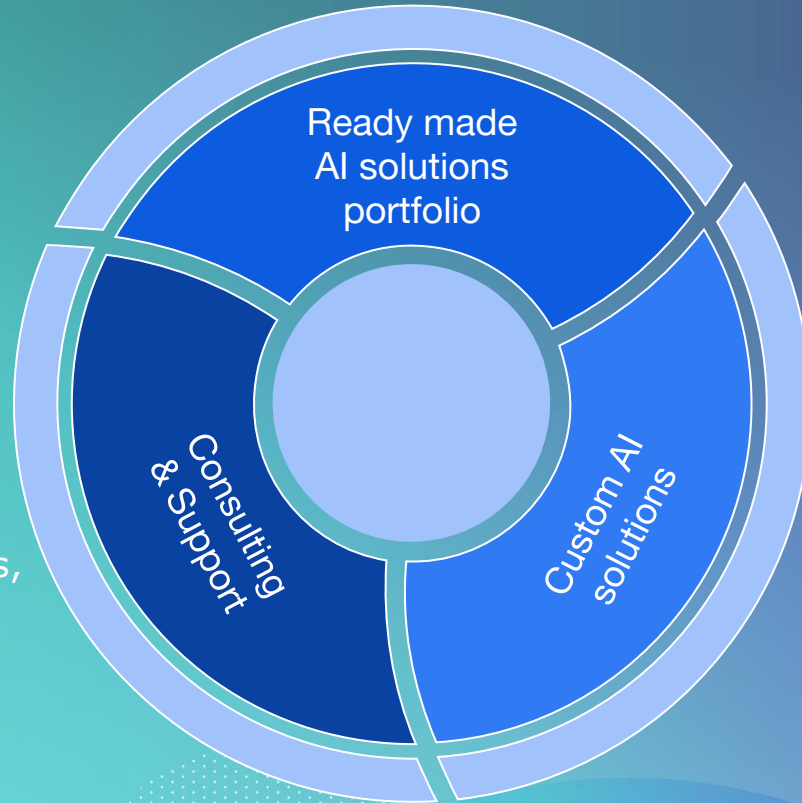 Ready made
AI solutions
portfolio
Custom AI
solutions
Consulting
& Support
s,